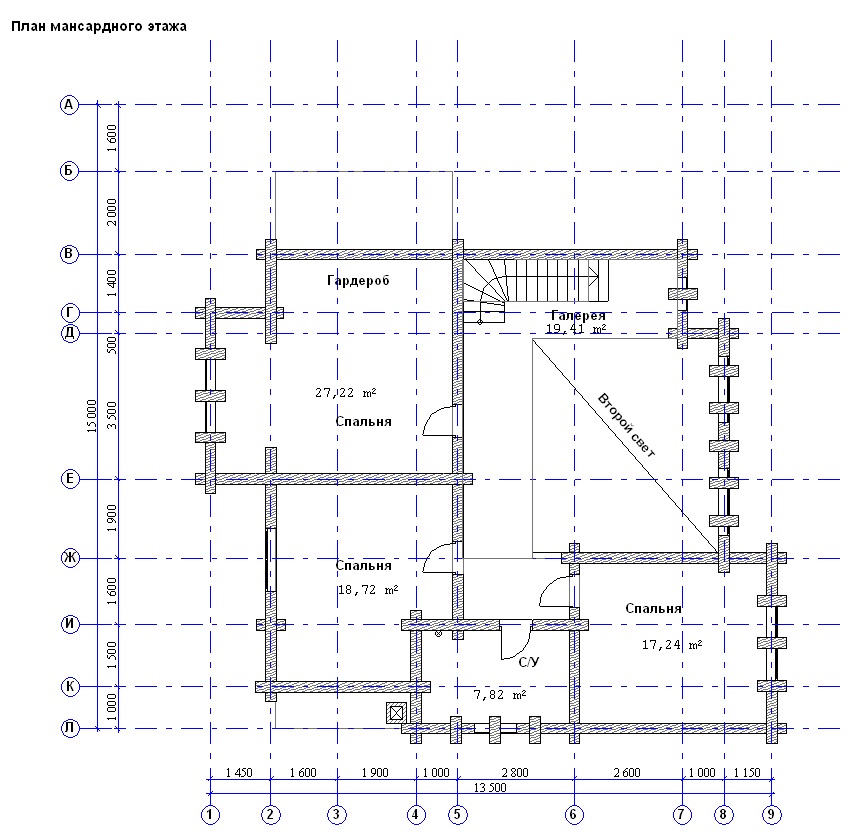 План мансардного этажа
А
1 600
Б
2 000
В
1 400
Г
Д
500
15 000
3 500
Е
1 900
Ж
1 600
И
1 500
К
1 000
Л
Гардероб
Галерея
19,41 m²
27,22 m²
Спальня
Второй свет
Спальня
18,72 m²
Спальня
17,24 m²
С/У
7,82 m²
1 450
1 600
1 900
1 000
2 800
2 600
1 000
1 150
13 500
1
2
3
4
5
6
7
8
9